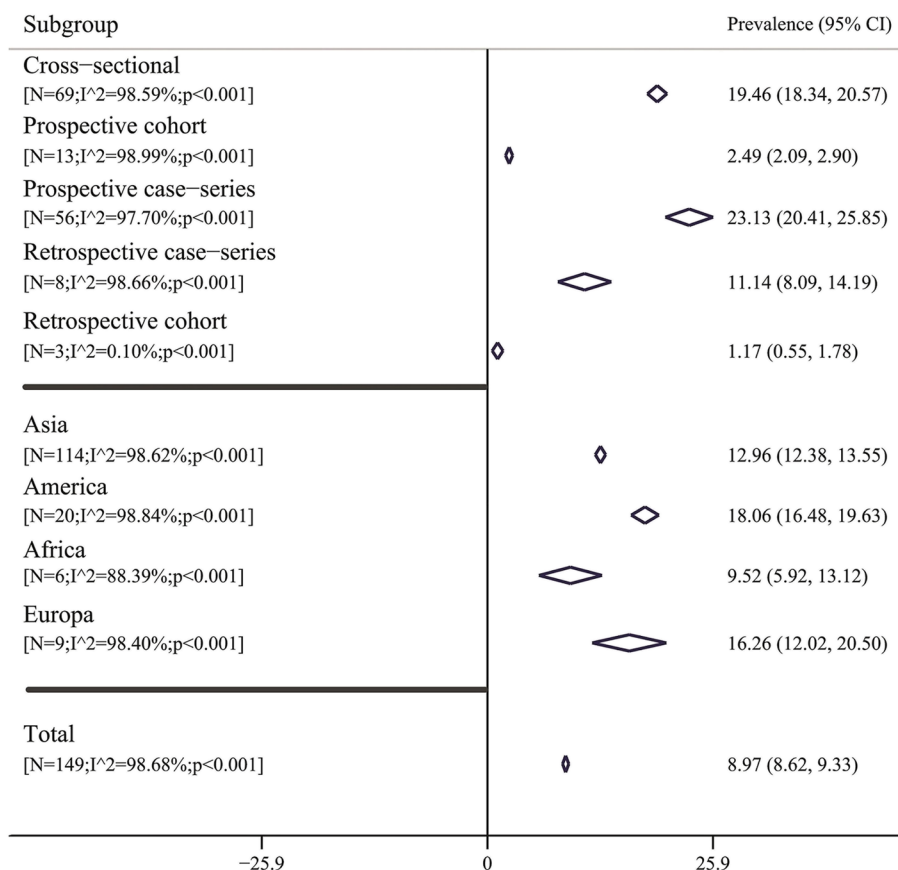 Subgroup Prevalence (95% CI)
Cross−sectional
[N=69;I^2=98.59%;p<0.001] 19.46 (18.34, 20.57)
Prospective cohort
[N=13;I^2=98.99%;p<0.001] 2.49 (2.09, 2.90)
Prospective case−series
[N=56;I^2=97.70%;p<0.001] 23.13 (20.41, 25.85)
Retrospective case−series
[N=8;I^2=98.66%;p<0.001] 11.14 (8.09, 14.19)
Retrospective cohort
[N=3;I^2=0.10%;p<0.001] 1.17 (0.55, 1.78)
Asia
[N=114;I^2=98.62%;p<0.001] 12.96 (12.38, 13.55)
America
[N=20;I^2=98.84%;p<0.001] 18.06 (16.48, 19.63)
Africa
[N=6;I^2=88.39%;p<0.001] 9.52 (5.92, 13.12)
Europa
[N=9;I^2=98.40%;p<0.001] 16.26 (12.02, 20.50)
Total
[N=149;I^2=98.68%;p<0.001] 8.97 (8.62, 9.33)
−25.9 0 25.9